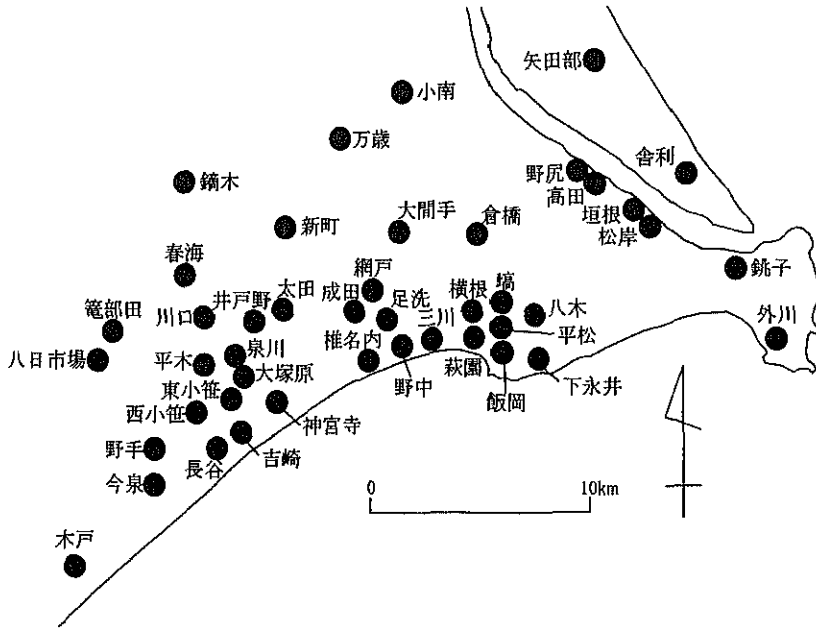 矢田部
小南
万歳
舎利
野尻
高田
鏑木
垣根
松岸
新町
大間手
倉橋
春海
銚子
網戸
井戸野
太田
成田
足洗
横根
塙
八木
川口
篭部田
三川
平松
外川
八日市場
平木
泉川
椎名内
萩園
大塚原
野中
飯岡
下永井
東小笹
西小笹
神宮寺
野手
長谷
吉崎
今泉
0
10km
木戸